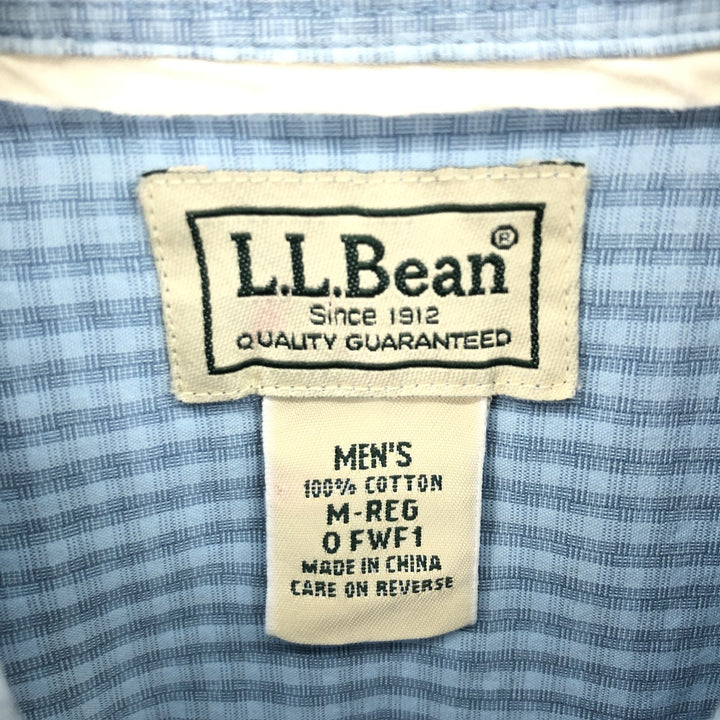 L.L.Bean®
Since 1912
QUALITY GUARANTEED
MEN'S
100% COTTON
M-REG
0 FWF1
MADE IN CHINA
CARE ON REVERSE